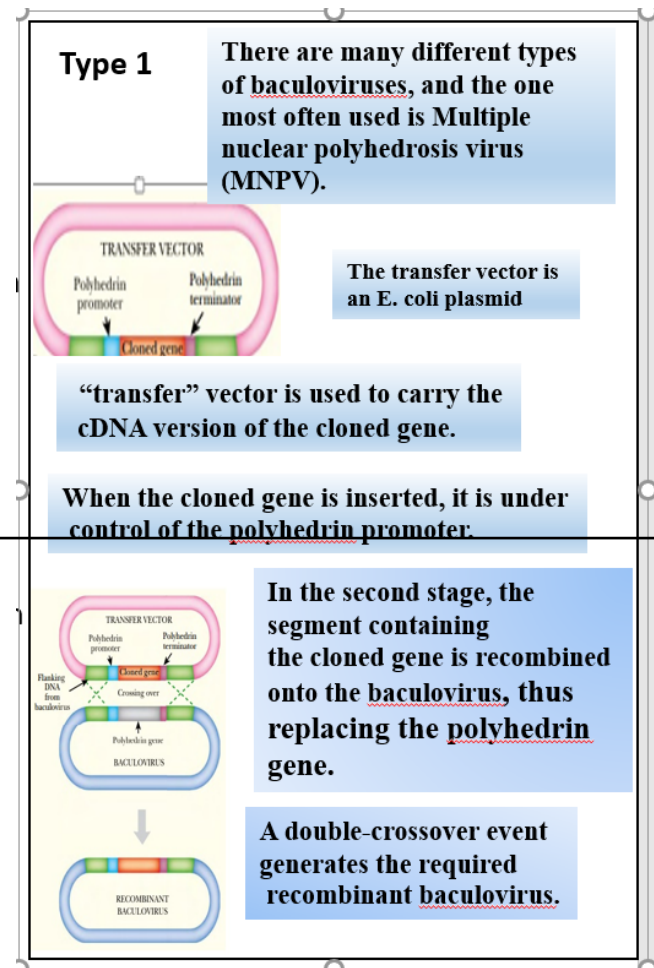 Type 1
There are many different types
of baculoviruses, and the one
most often used is Multiple
nuclear polyhedrosis virus
(MNPV).
TRANSFER VECTOR
Polyhedrin
promoter
Polyhedrin
terminator
Cloned gene
The transfer vector is
an E. coli plasmid
“transfer” vector is used to carry the
cDNA version of the cloned gene.
When the cloned gene is inserted, it is under
control of the polyhedrin promoter.
TRANSFER VECTOR
Polyhedrin
promoter
Polyhedrin
terminator
Cloned gene
Flanking
DNA
from
baculovirus
Crossing over
Polyhedrin gene
BACULOVIRUS
RECOMBINANT
BACULOVIRUS
In the second stage, the
segment containing
the cloned gene is recombined
onto the baculovirus, thus
replacing the polyhedrin
gene.
A double-crossover event
generates the required
recombinant baculovirus.